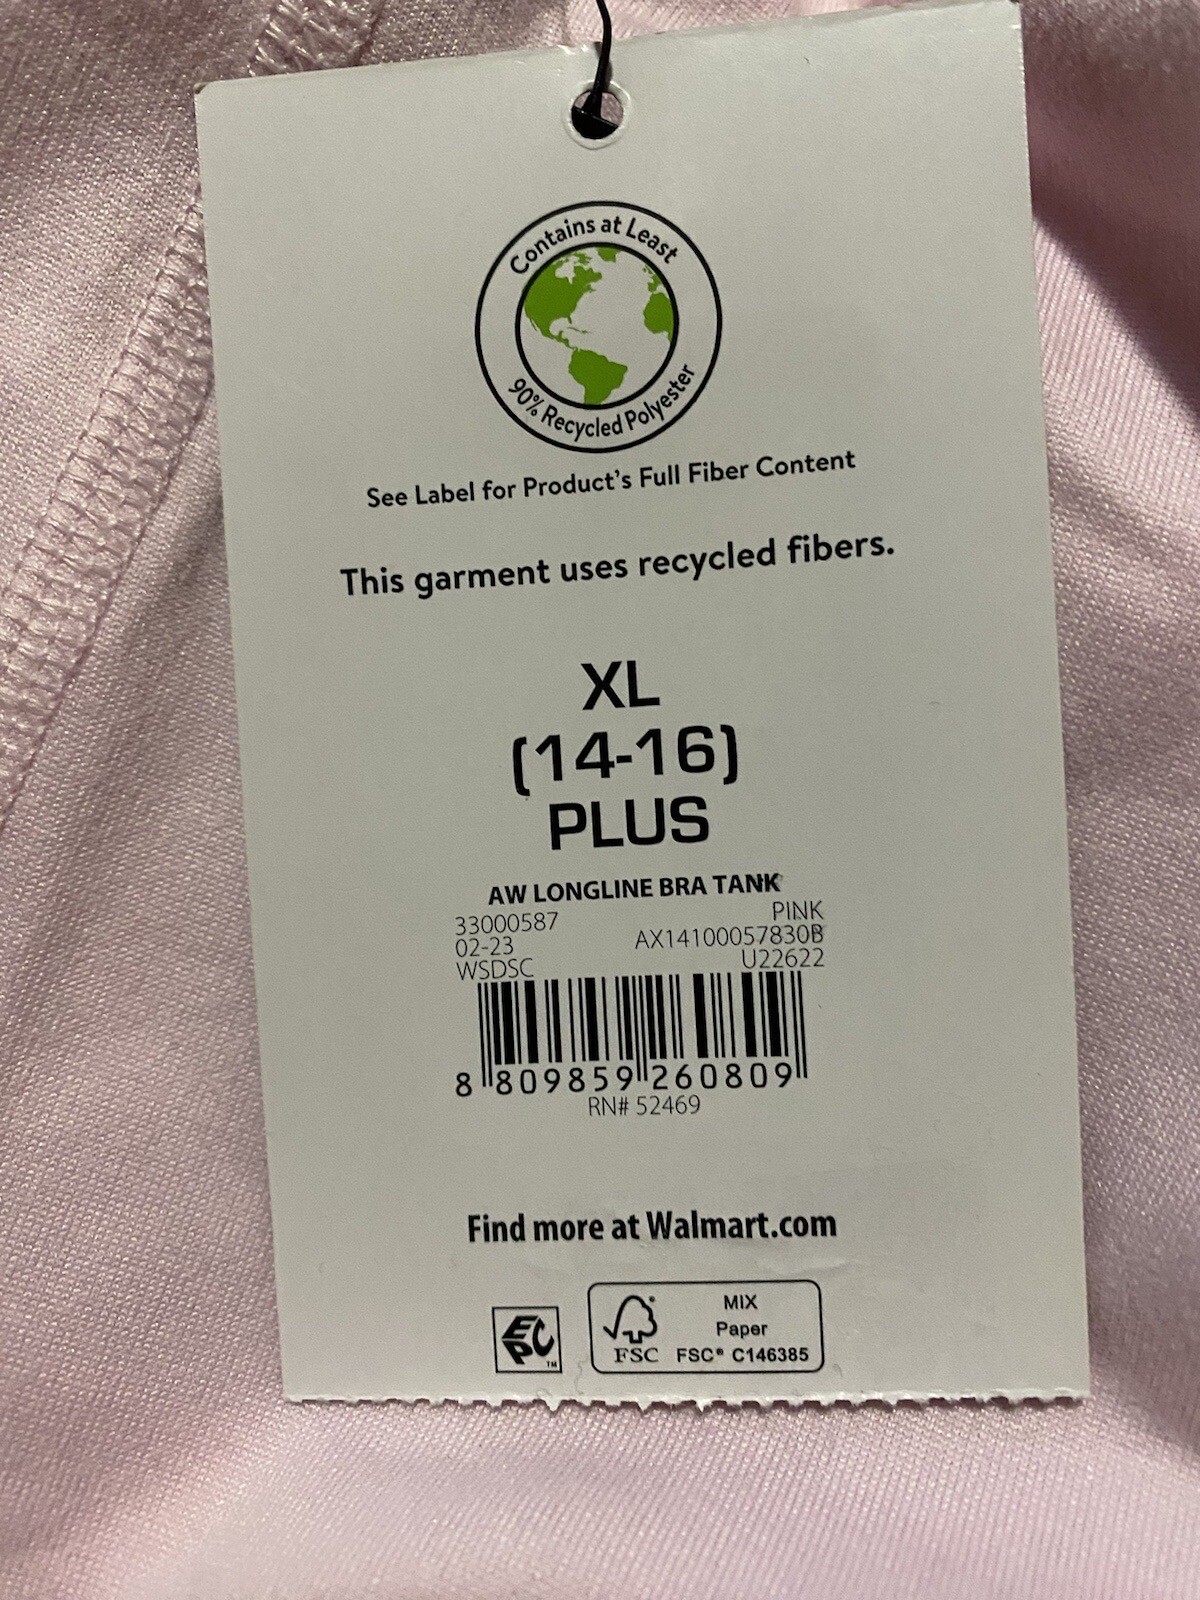 Contains at Least
90% Recycled Polyester
See Label for Product's Full Fiber Content
This garment uses recycled fibers.
XL
(14-16)
PLUS
AW LONGLINE BRA TANK
33000587 PINK
02-23 AX14100057830B
WSDSC U22622
8 809859 260809
RN# 52469
Find more at Walmart.com
EPC™
MIX
Paper
FSC FSC® C146385